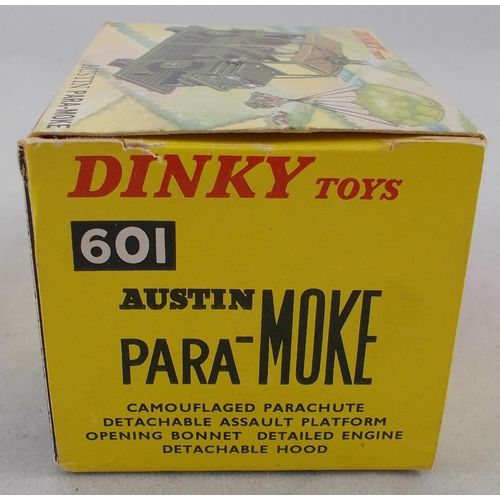 AUSTIN PARA-MOKE
DINKY TOYS
601
AUSTIN
PARA-MOKE
CAMOUFLAGED PARACHUTE
DETACHABLE ASSAULT PLATFORM
OPENING BONNET DETAILED ENGINE
DETACHABLE HOOD